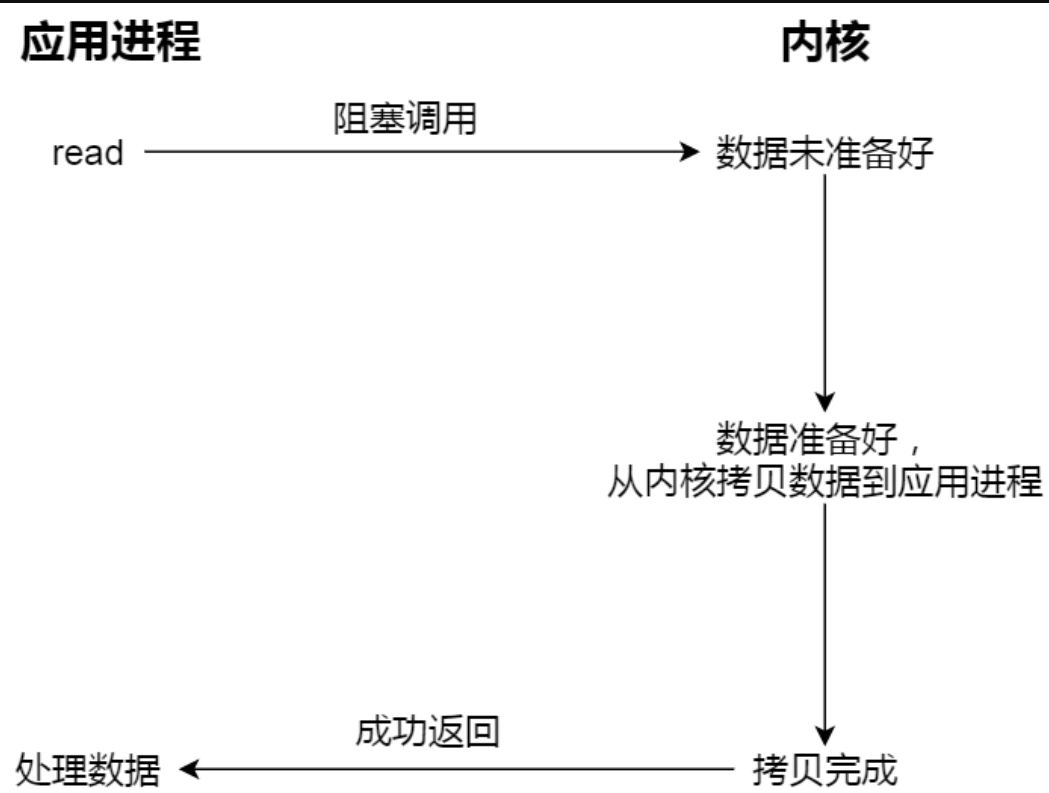 应用进程
内核
阻塞调用
read
数据未准备好
数据准备好，
从内核拷贝数据到应用进程
成功返回
处理数据
拷贝完成